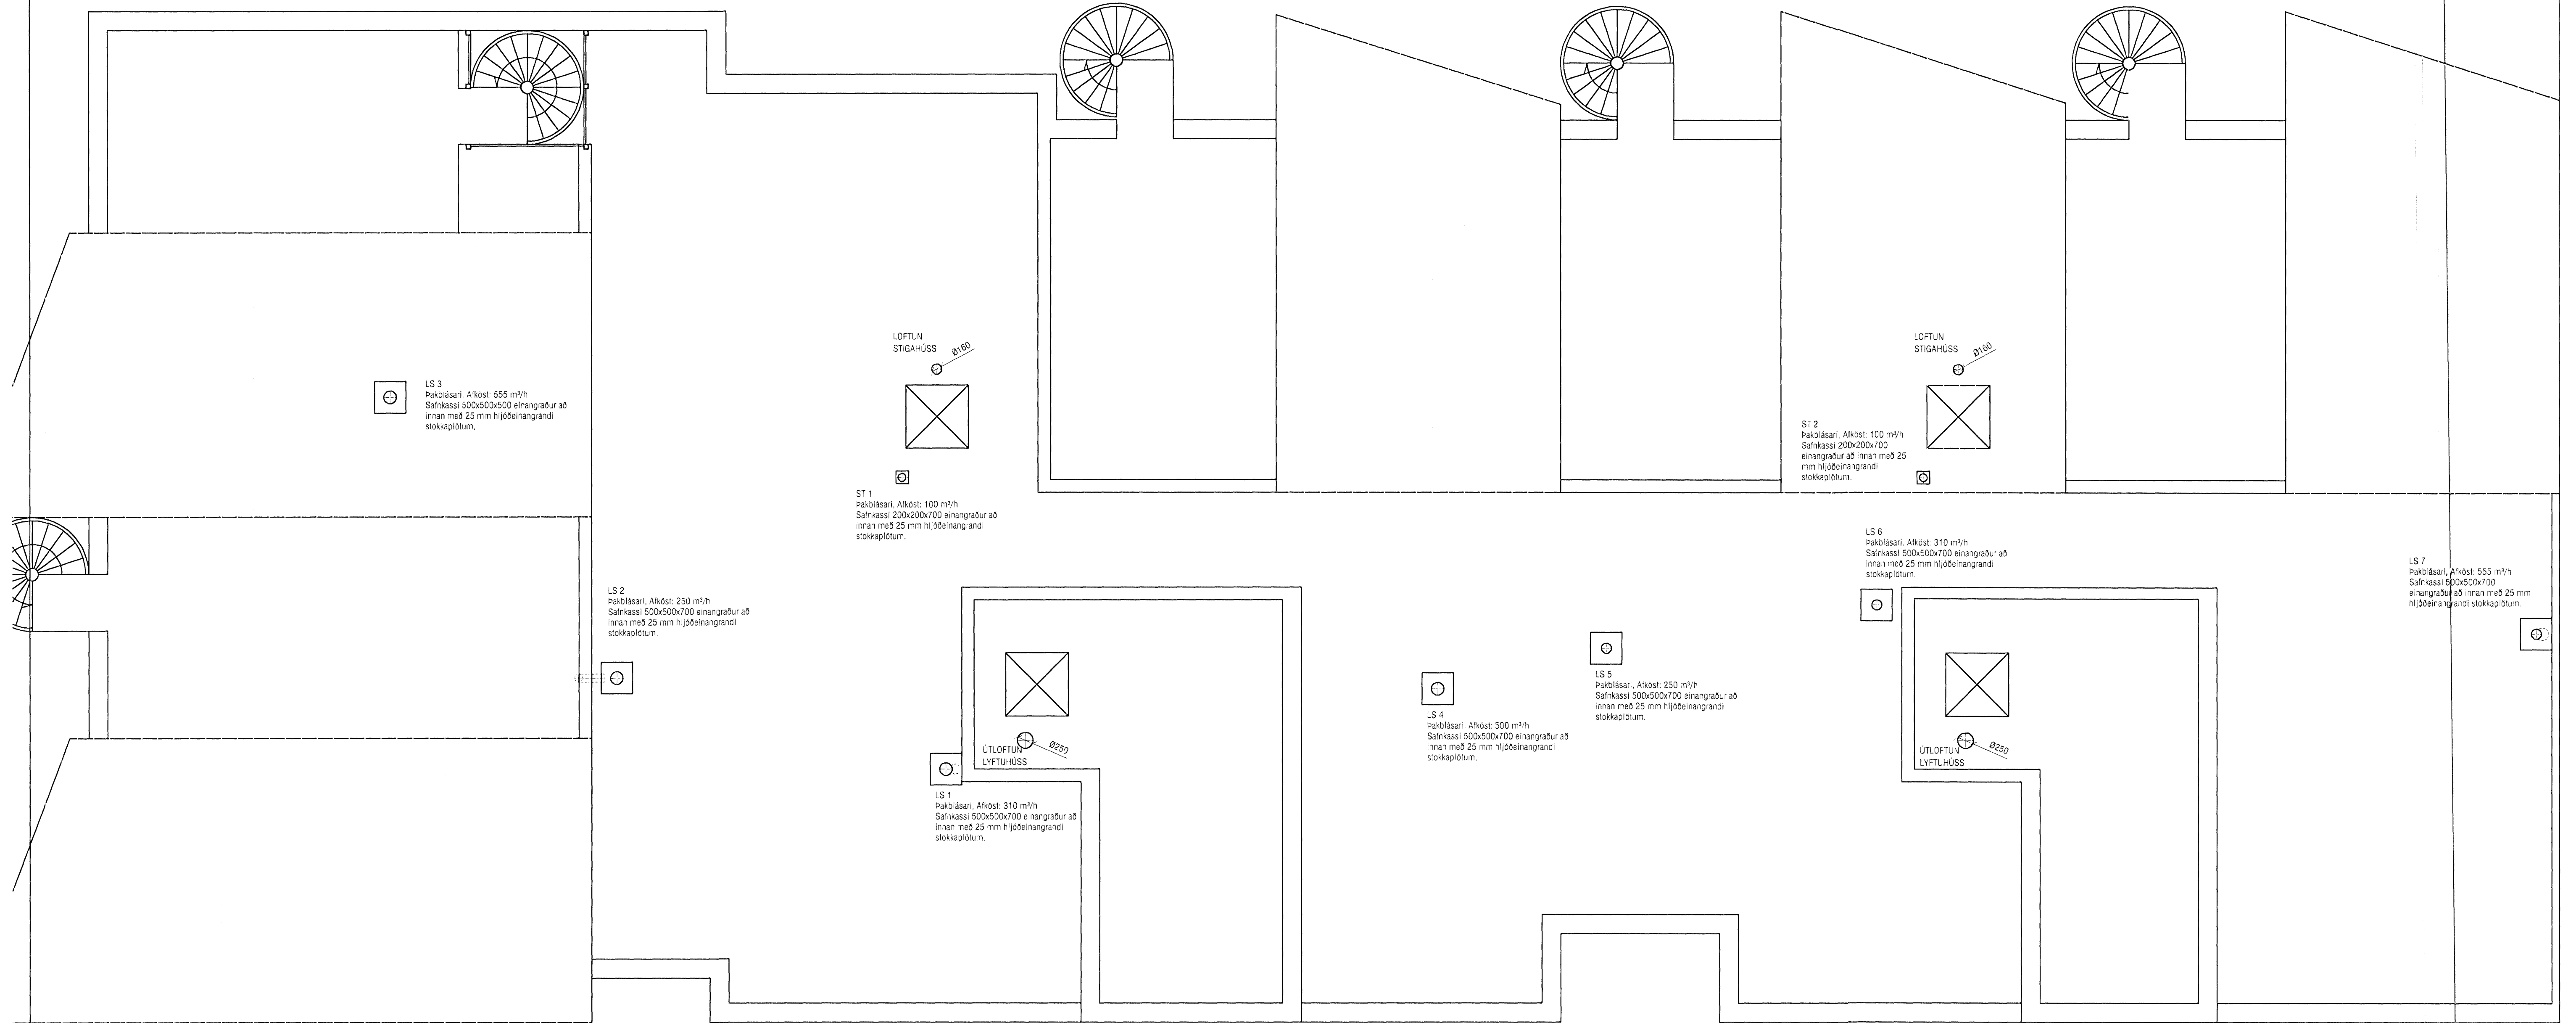 LOFTUN
STIGAHÚSS
Ø160
LOFTUN
STIGAHÚSS
Ø160
LS 3
Þakblásari, Afköst: 555 m³/h
Safnkassi 500x500x500 einangraður að
innan með 25 mm hljóðeinangrandi
stokkaplötum.
ST 2
Þakblásari, Afköst: 100 m³/h
Safnkassi 200x200x700
einangraður að innan með 25
mm hljóðeinangrandi
stokkaplötum.
ST 1
Þakblásari, Afköst: 100 m³/h
Safnkassi 200x200x700 einangraður að
innan með 25 mm hljóðeinangrandi
stokkaplötum.
LS 6
Þakblásari, Afköst: 310 m³/h
Safnkassi 500x500x700 einangraður að
innan með 25 mm hljóðeinangrandi
stokkaplötum.
LS 7
Þakblásari, Afköst: 555 m³/h
Safnkassi 500x500x700
einangraður að innan með 25 mm
hljóðeinangrandi stokkaplötum.
LS 2
Þakblásari, Afköst: 250 m³/h
Safnkassi 500x500x700 einangraður að
innan með 25 mm hljóðeinangrandi
stokkaplötum.
LS 5
Þakblásari, Afköst: 250 m³/h
Safnkassi 500x500x700 einangraður að
innan með 25 mm hljóðeinangrandi
stokkaplötum.
LS 4
Þakblásari, Afköst: 500 m³/h
Safnkassi 500x500x700 einangraður að
innan með 25 mm hljóðeinangrandi
stokkaplötum.
ÚTLOFTUN
LYFTUHÚSS
Ø250
ÚTLOFTUN
LYFTUHÚSS
Ø250
LS 1
Þakblásari, Afköst: 310 m³/h
Safnkassi 500x500x700 einangraður að
innan með 25 mm hljóðeinangrandi
stokkaplötum.